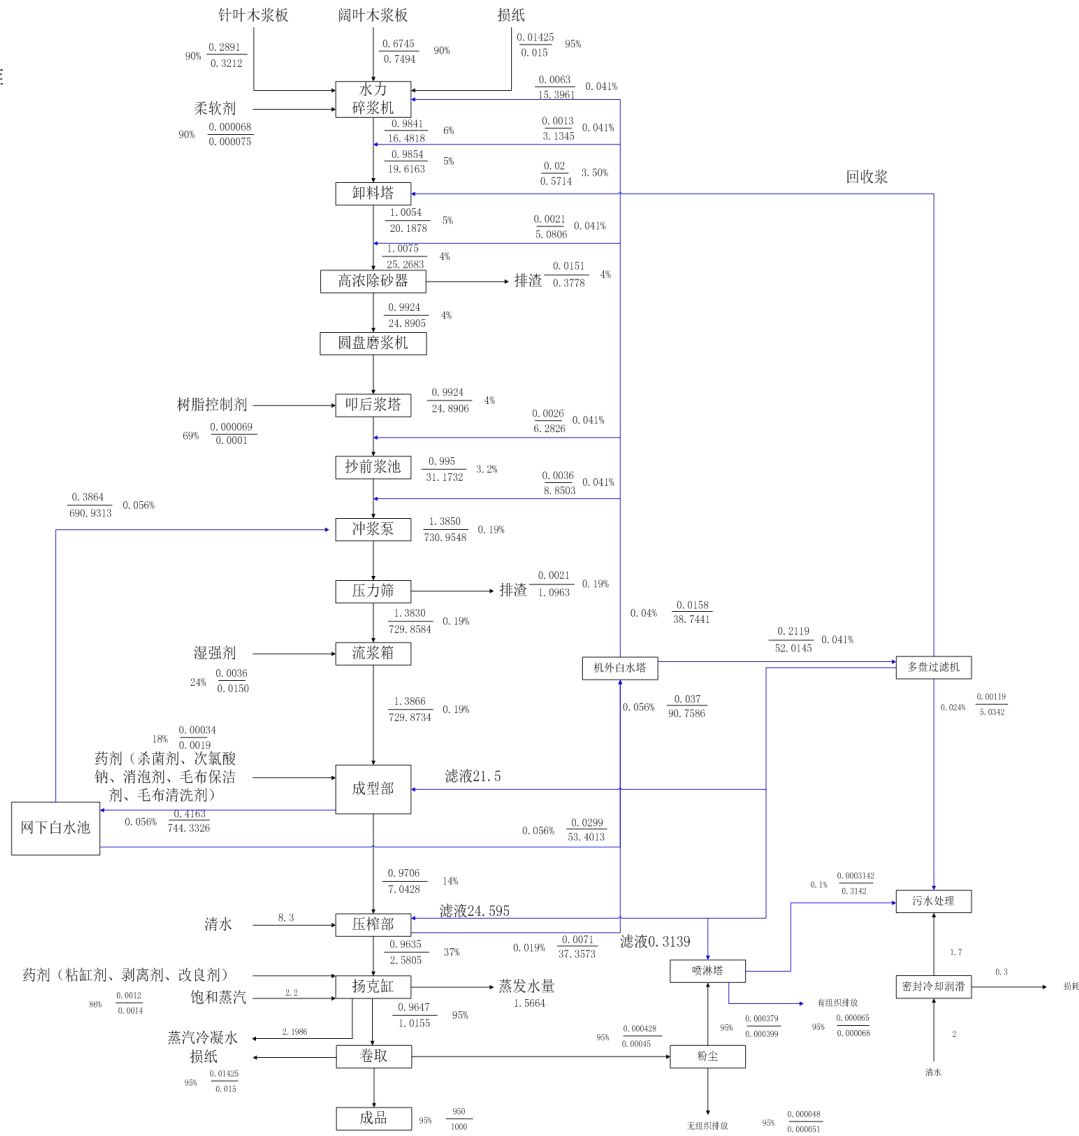 针叶木浆板
阔叶木浆板
损纸
90%
0.2891
0.3212
0.6745
0.7494
90%
0.01425
0.015
95%
水力
碎浆机
0.0063
15.3961
0.041%
柔软剂
90%
0.000068
0.000075
0.9841
16.4818
6%
0.0013
3.1345
0.041%
0.9854
19.6163
5%
0.02
0.5714
3.50%
回收浆
卸料塔
1.0054
20.1878
5%
0.0021
5.0806
0.041%
1.0075
25.2683
4%
高浓除砂器
排渣
0.0151
0.3778
4%
0.9924
24.8905
4%
圆盘磨浆机
树脂控制剂
69%
0.000069
0.0001
叩后浆塔
0.9924
24.8906
4%
0.0026
6.2826
0.041%
抄前浆池
0.995
31.1732
3.2%
0.0036
8.8503
0.041%
0.3864
690.9313
0.056%
冲浆泵
1.3850
730.9548
0.19%
压力筛
排渣
0.0021
1.0963
0.19%
1.3830
729.8584
0.19%
0.04%
0.0158
38.7441
0.2119
52.0145
0.041%
湿强剂
24%
0.0036
0.0150
流浆箱
机外白水塔
多盘过滤机
1.3866
729.8734
0.19%
0.056%
0.037
90.7586
0.024%
0.00119
5.0342
18%
0.00034
0.0019
药剂（杀菌剂、次氯酸
钠、消泡剂、毛布保洁
剂、毛布清洗剂）
成型部
滤液21.5
网下白水池
0.056%
0.4163
744.3326
0.056%
0.0299
53.4013
0.9706
7.0428
14%
0.1%
0.0003142
0.3142
污水处理
清水
8.3
压榨部
滤液24.595
0.9635
2.5805
37%
0.019%
0.0071
37.3573
滤液0.3139
1.7
药剂（粘缸剂、剥离剂、改良剂）
86%
0.0012
0.0014
饱和蒸汽
2.2
扬克缸
蒸发水量
1.5664
喷淋塔
密封冷却润滑
0.3
损耗
0.9647
1.0155
95%
95%
0.000379
0.000399
有组织排放
95%
0.000065
0.000068
蒸汽冷凝水
2.1986
95%
0.000428
0.00045
2
损纸
卷取
粉尘
清水
95%
0.01425
0.015
成品
95%
950
1000
无组织排放
95%
0.000048
0.000051